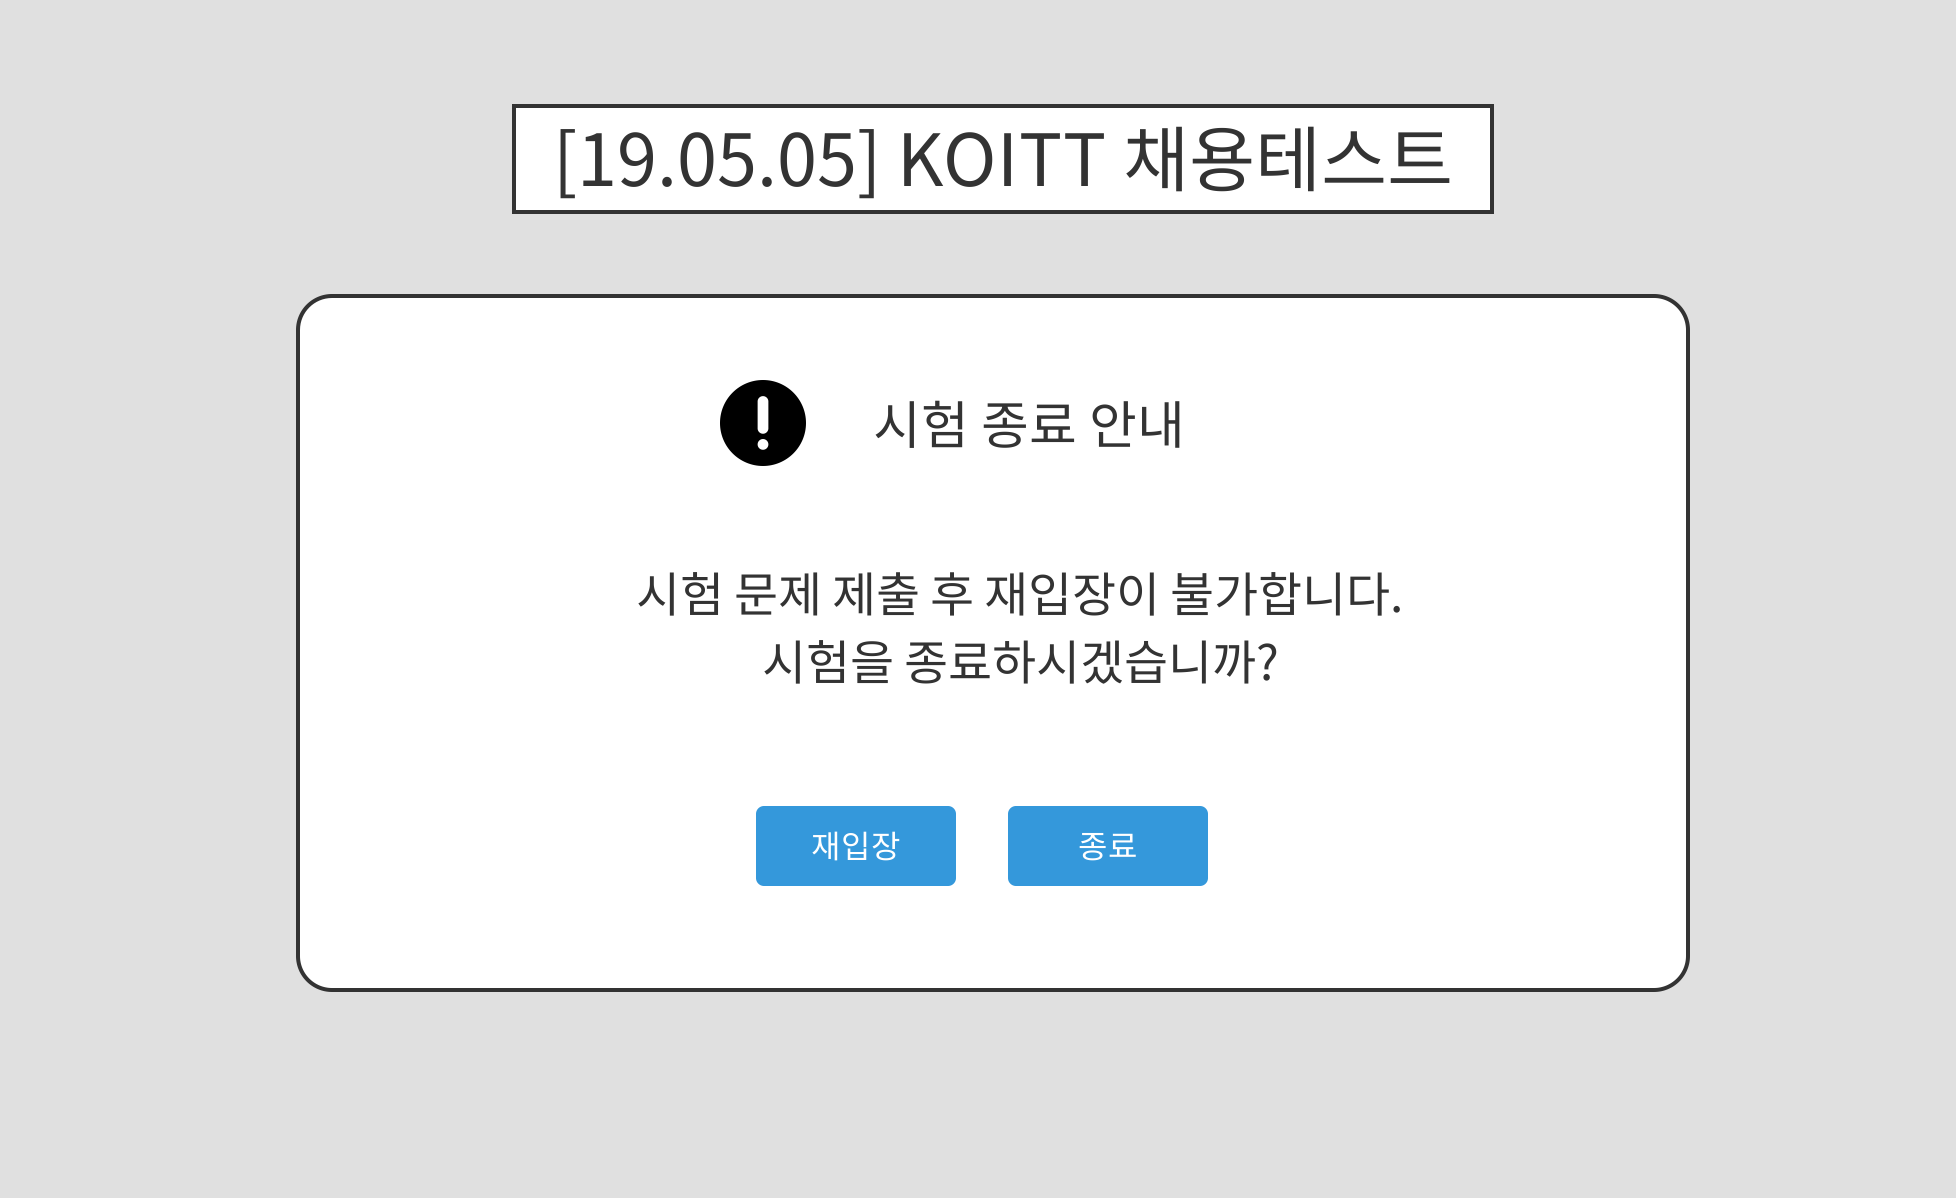 [19.05.05] KOITT 채용테스트
시험 종료 안내
시험 문제 제출 후 재입장이 불가합니다.
시험을 종료하시겠습니까?
재입장
종료